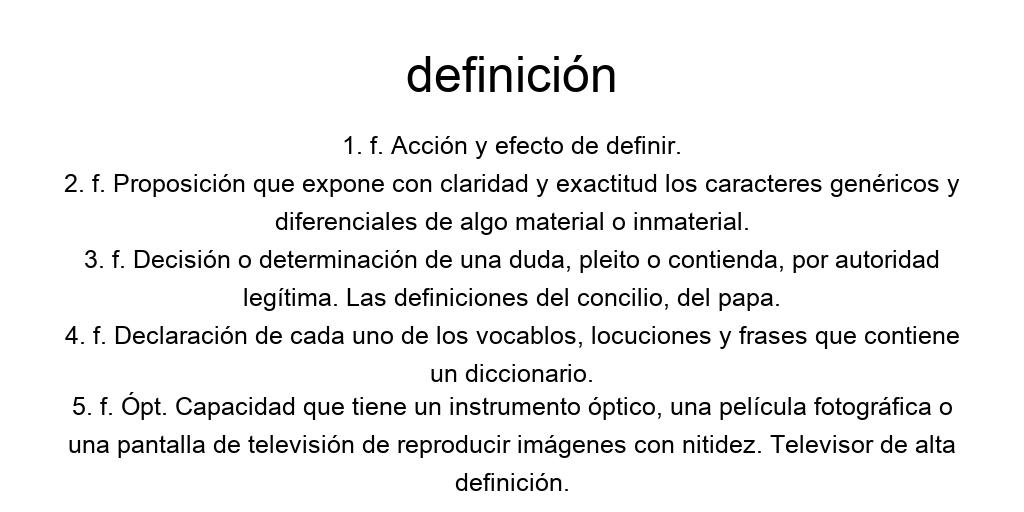 definición
1. f. Acción y efecto de definir.
2. f. Proposición que expone con claridad y exactitud los caracteres genéricos y
diferenciales de algo material o inmaterial.
3. f. Decisión o determinación de una duda, pleito o contienda, por autoridad
legítima. Las definiciones del concilio, del papa.
4. f. Declaración de cada uno de los vocablos, locuciones y frases que contiene
un diccionario.
5. f. Ópt. Capacidad que tiene un instrumento óptico, una película fotográfica o
una pantalla de televisión de reproducir imágenes con nitidez. Televisor de alta
definición.